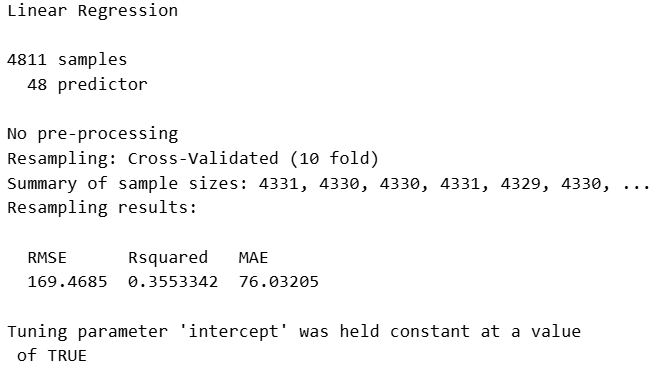 Linear Regression
4811 samples
48 predictor
No pre-processing
Resampling: Cross-Validated (10 fold)
Summary of sample sizes: 4331, 4330, 4330, 4331, 4329, 4330, ...
Resampling results:
RMSE Rsquared MAE
169.4685 0.3553342 76.03205
Tuning parameter 'intercept' was held constant at a value
of TRUE